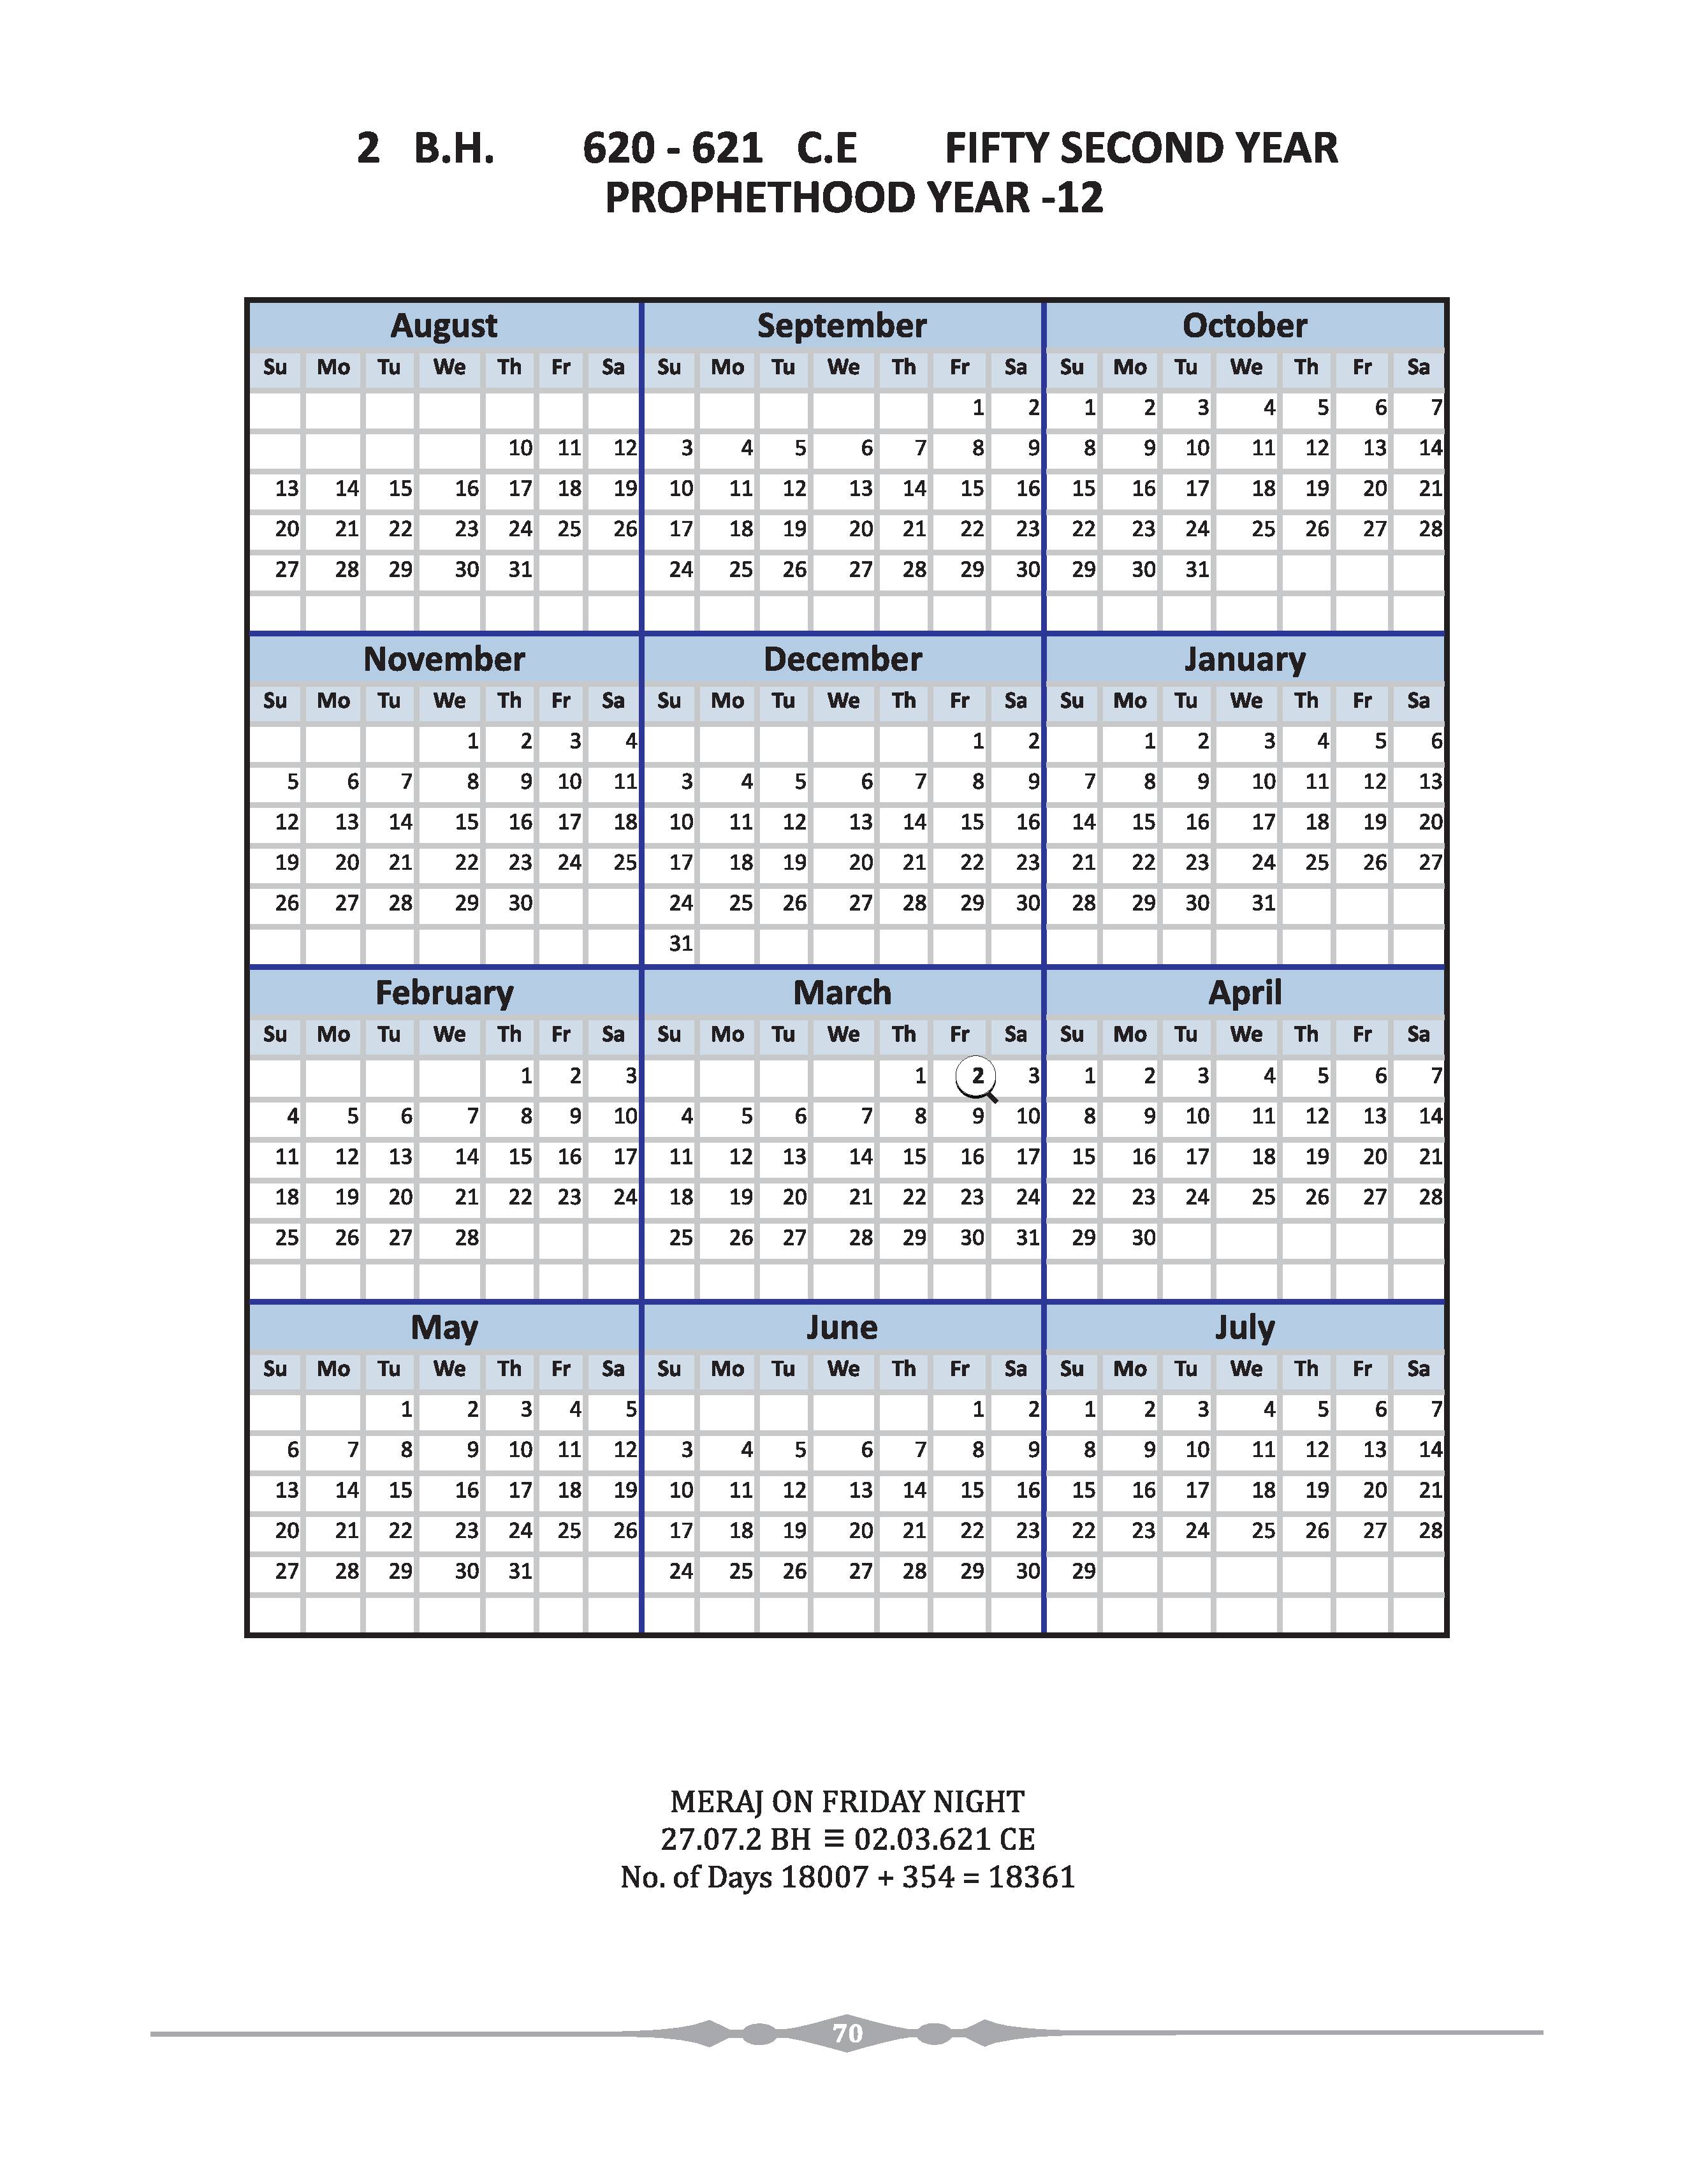 2 B.H. 620 - 621 C.E FIFTY SECOND YEAR
PROPHETHOOD YEAR -12
August September October
Su Mo Tu We Th Fr Sa Su Mo Tu We Th Fr Sa Su Mo Tu We Th Fr Sa
1 2 1 2 3 4 5 6 7
10 11 12 3 4 5 6 7 8 9 8 9 10 11 12 13 14
13 14 15 16 17 18 19 10 11 12 13 14 15 16 15 16 17 18 19 20 21
20 21 22 23 24 25 26 17 18 19 20 21 22 23 22 23 24 25 26 27 28
27 28 29 30 31 24 25 26 27 28 29 30 29 30 31
November December January
Su Mo Tu We Th Fr Sa Su Mo Tu We Th Fr Sa Su Mo Tu We Th Fr Sa
1 2 3 4 1 2 1 2 3 4 5 6
5 6 7 8 9 10 11 3 4 5 6 7 8 9 7 8 9 10 11 12 13
12 13 14 15 16 17 18 10 11 12 13 14 15 16 14 15 16 17 18 19 20
19 20 21 22 23 24 25 17 18 19 20 21 22 23 21 22 23 24 25 26 27
26 27 28 29 30 24 25 26 27 28 29 30 28 29 30 31
31
February March April
Su Mo Tu We Th Fr Sa Su Mo Tu We Th Fr Sa Su Mo Tu We Th Fr Sa
1 2 3 1 2 3 1 2 3 4 5 6 7
4 5 6 7 8 9 10 4 5 6 7 8 9 10 8 9 10 11 12 13 14
11 12 13 14 15 16 17 11 12 13 14 15 16 17 15 16 17 18 19 20 21
18 19 20 21 22 23 24 18 19 20 21 22 23 24 22 23 24 25 26 27 28
25 26 27 28 25 26 27 28 29 30 31 29 30
May June July
Su Mo Tu We Th Fr Sa Su Mo Tu We Th Fr Sa Su Mo Tu We Th Fr Sa
1 2 3 4 5 1 2 1 2 3 4 5 6 7
6 7 8 9 10 11 12 3 4 5 6 7 8 9 8 9 10 11 12 13 14
13 14 15 16 17 18 19 10 11 12 13 14 15 16 15 16 17 18 19 20 21
20 21 22 23 24 25 26 17 18 19 20 21 22 23 22 23 24 25 26 27 28
27 28 29 30 31 24 25 26 27 28 29 30 29
MERAJ ON FRIDAY NIGHT
27.07.2 BH ≡ 02.03.621 CE
No. of Days 18007 + 354 = 18361
70